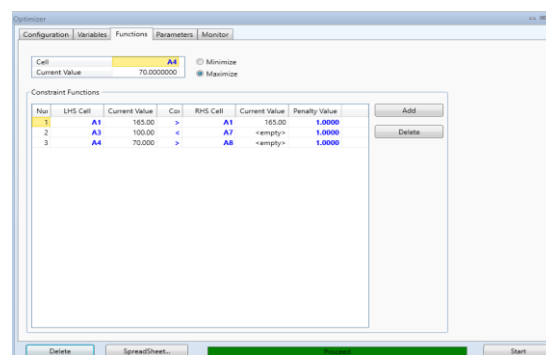 Optimizer
Configuration Variables Functions Parameters Monitor
Cell A4 Minimize
Current Value 70.0000000 Maximize
Constraint Functions
Nur LHS Cell Current Value Cor RHS Cell Current Value Penalty Value Add
1 A1 165.00 > A1 165.00 1.0000
2 A3 100.00 < A7 <empty> 1.0000 Delete
3 A4 70.000 > A8 <empty> 1.0000
Delete SpreadSheet... Proceed Start